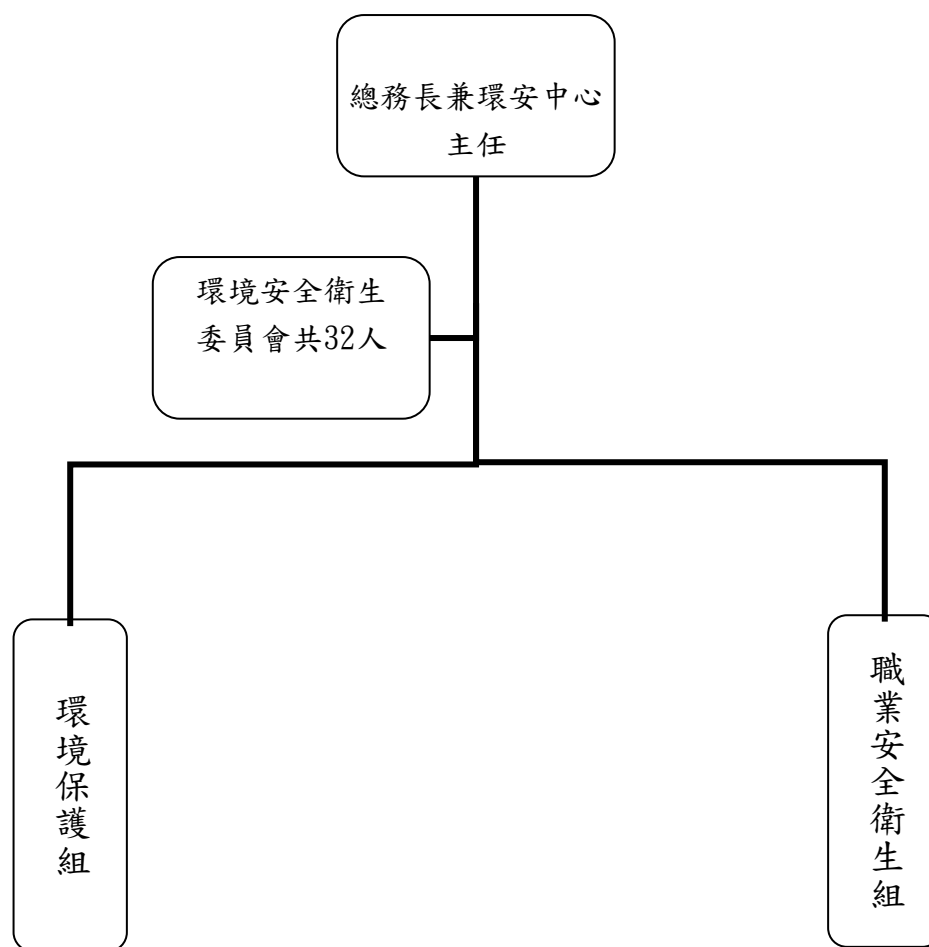 總務長兼環安中心
主任
環境安全衛生
委員會共32人
環境保護組
職業安全衛生組